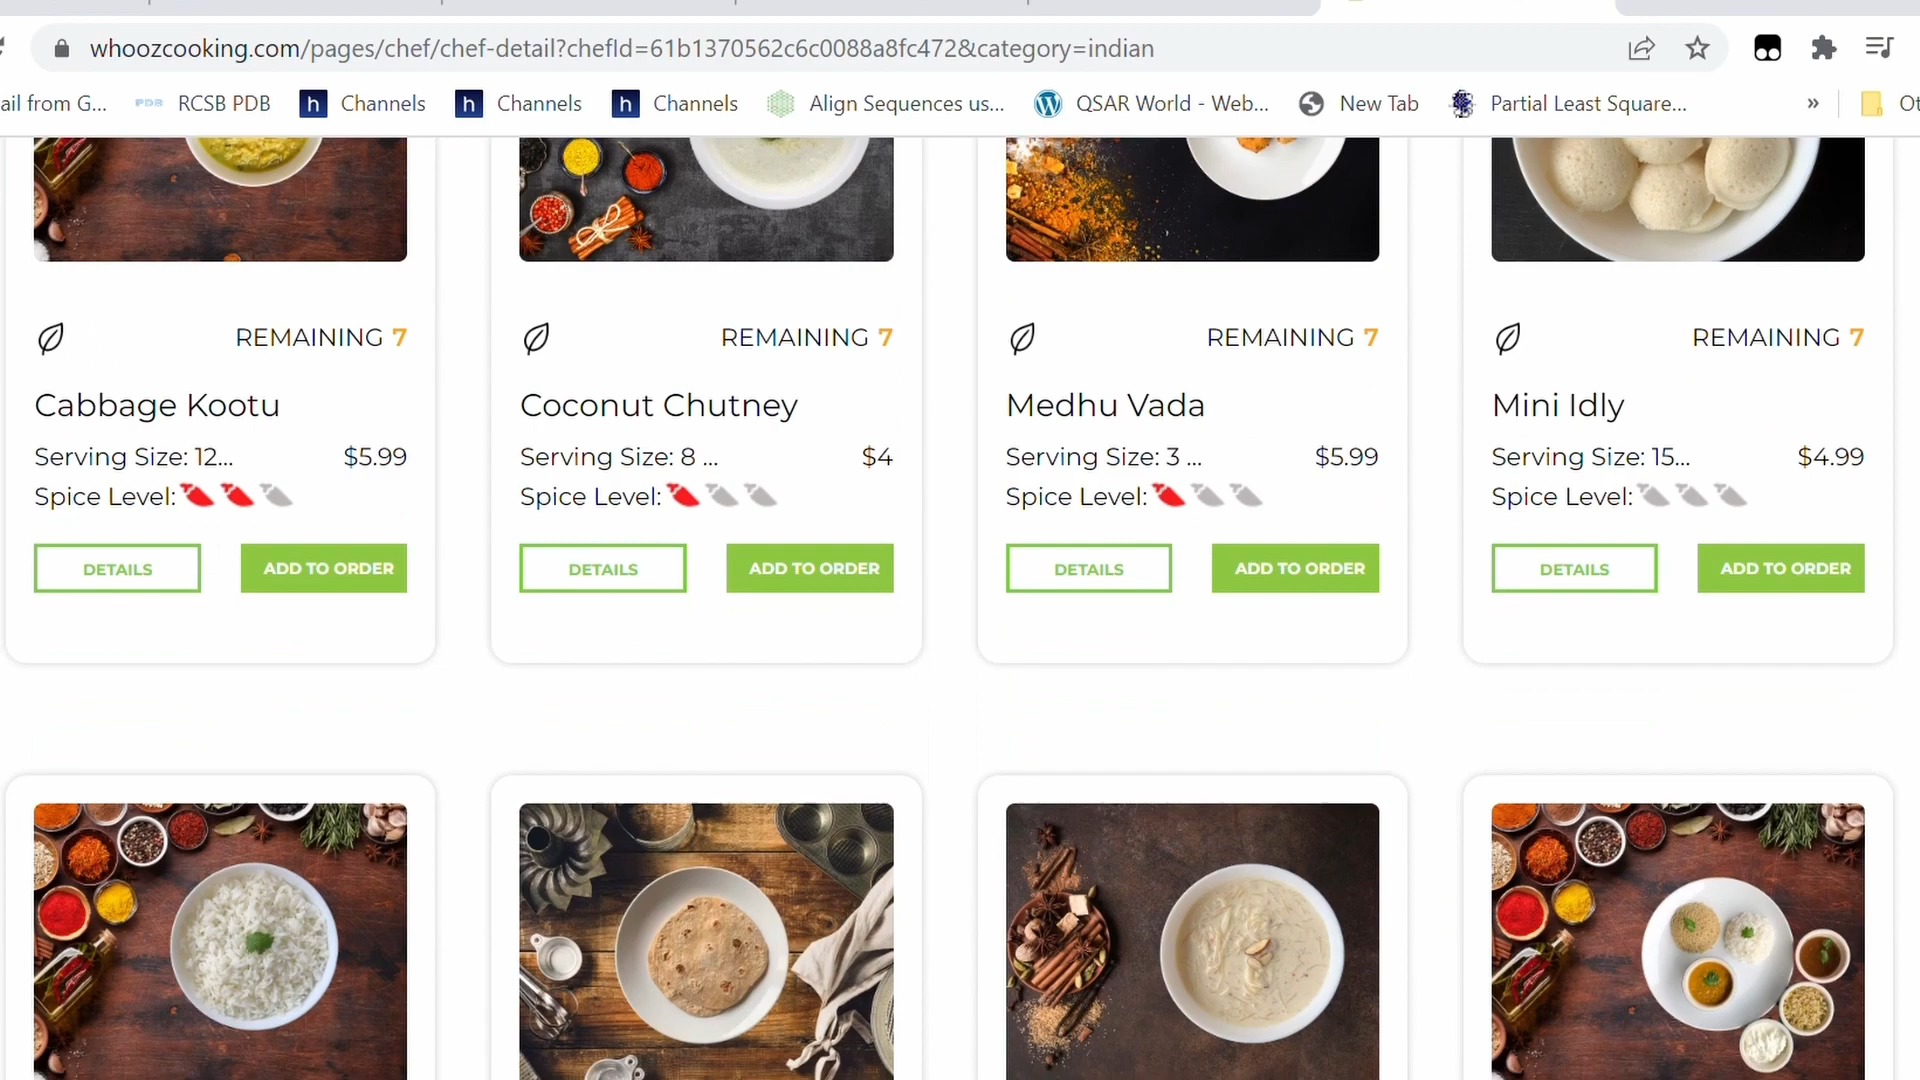 whoozcooking.com/pages/chef/chef-detail?chefId=61b1370562c6c0088a8fc472&category=indian
ail from G... RCSB PDB Channels Channels Channels Align Sequences us... QSAR World - Web... New Tab Partial Least Square... » Ot
REMAINING 7 REMAINING 7 REMAINING 7 REMAINING 7
Cabbage Kootu Coconut Chutney Medhu Vada Mini Idly
Serving Size: 12... $5.99 Serving Size: 8 ... $4 Serving Size: 3 ... $5.99 Serving Size: 15... $4.99
Spice Level: Spice Level: Spice Level: Spice Level:
DETAILS ADD TO ORDER DETAILS ADD TO ORDER DETAILS ADD TO ORDER DETAILS ADD TO ORDER